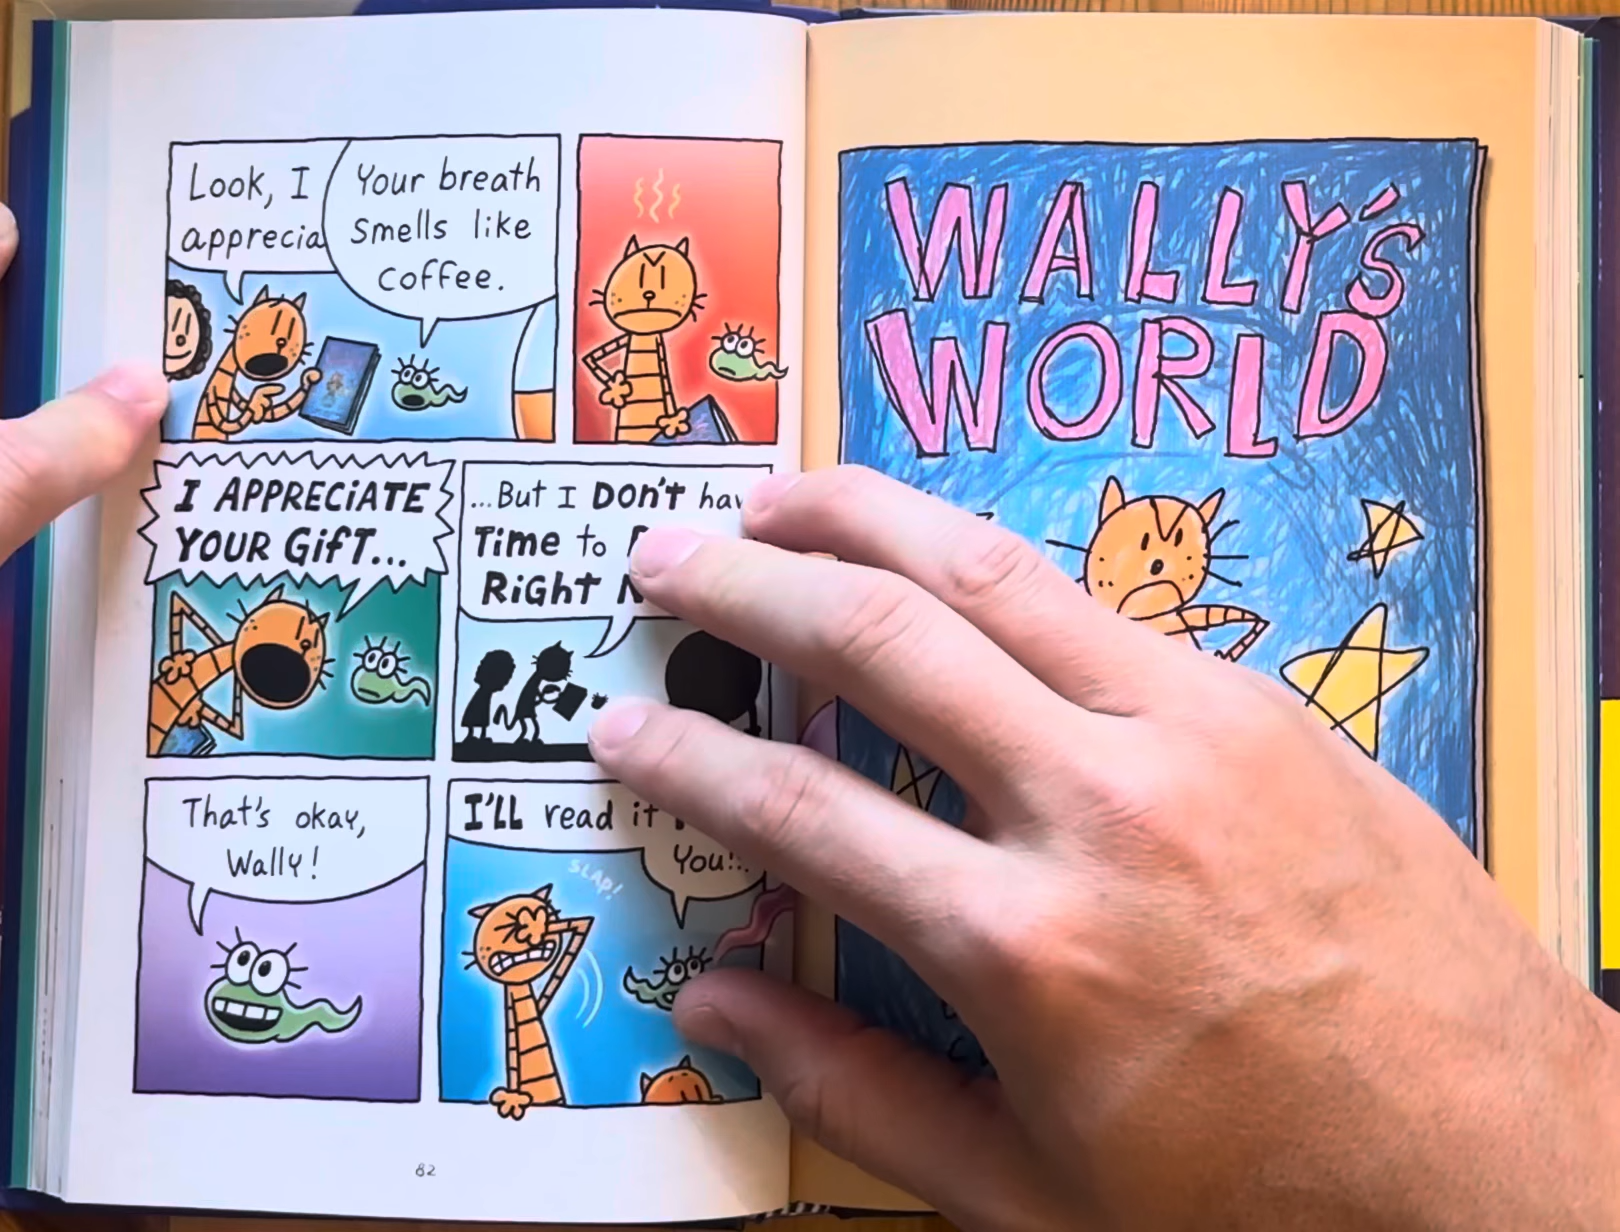 Look, I
apprecia
Your breath
smells like
coffee.
I APPRECiATE
YOUR GiFT...
...But I DON'T hav
Time to
RiGHT N
That's okay,
Wally!
I'LL read it
You!..
SLAP!
82
WALLY'S
WORLD